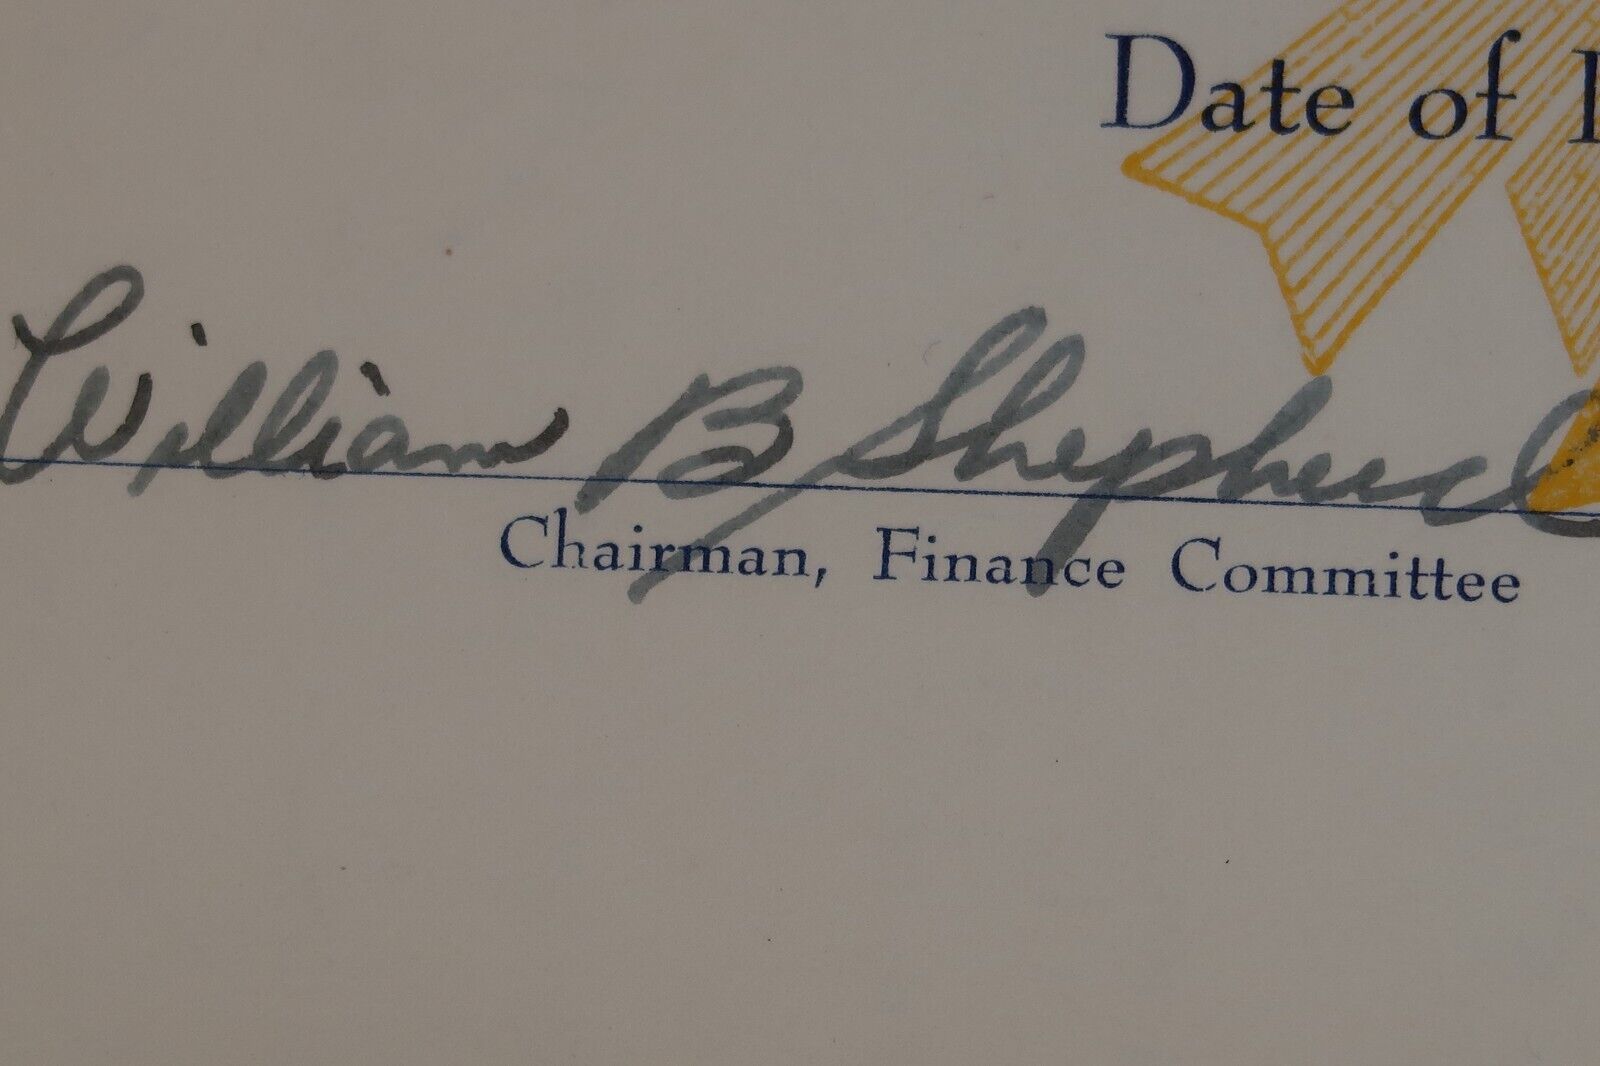 Date of
William B Shepherd
Chairman, Finance Committee